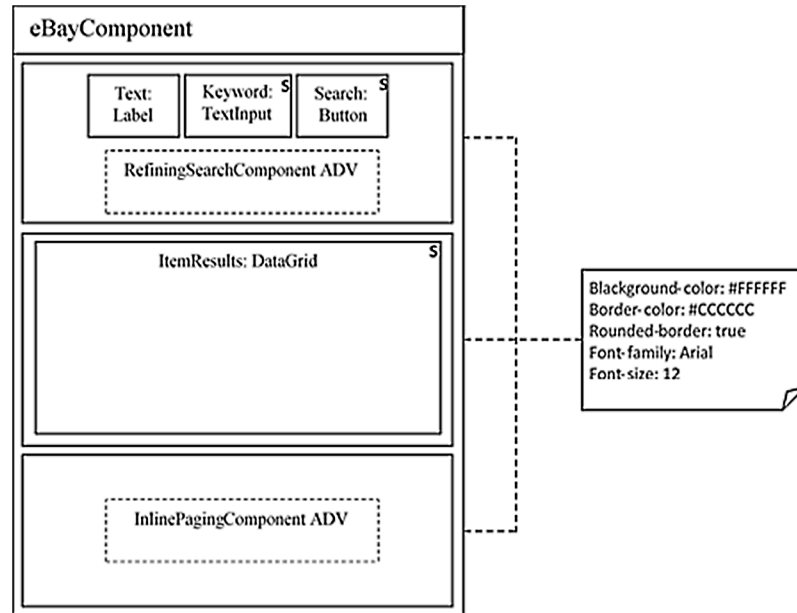 eBayComponent
Text:
Label
Keyword: S
TextInput
Search: S
Button
RefiningSearchComponent ADV
ItemResults: DataGrid S
InlinePagingComponent ADV
Blackground-color: #FFFFFF
Border-color: #CCCCCC
Rounded-border: true
Font-family: Arial
Font-size: 12